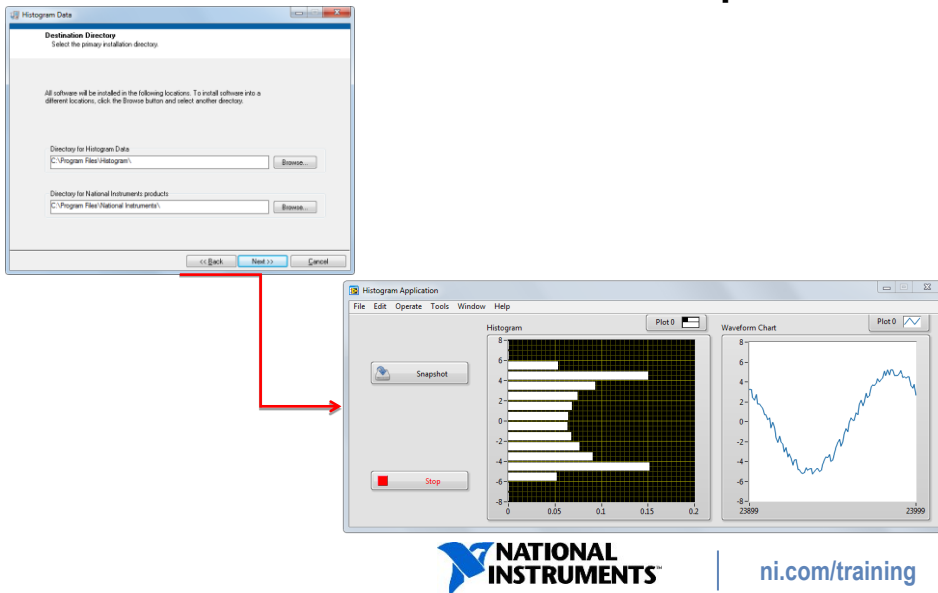 Histogram Data
Destination Directory
Select the primary installation directory.
All software will be installed in the following locations. To install software into a
different locations, click the Browse button and select another directory.
Directory for Histogram Data
C:\Program Files\Histogram\
Browse...
Directory for National Instruments products
C:\Program Files\National Instruments\
Browse...
<< Back
Next >>
Cancel
Histogram Application
File Edit Operate Tools Window Help
Snapshot
Stop
Histogram
Plot 0
8
6
4
2
0
-2
-4
-6
-8
0 0.05 0.1 0.15 0.2
Waveform Chart
Plot 0
8
6
4
2
0
-2
-4
-6
-8
23899 23999
NATIONAL
INSTRUMENTS™
ni.com/training